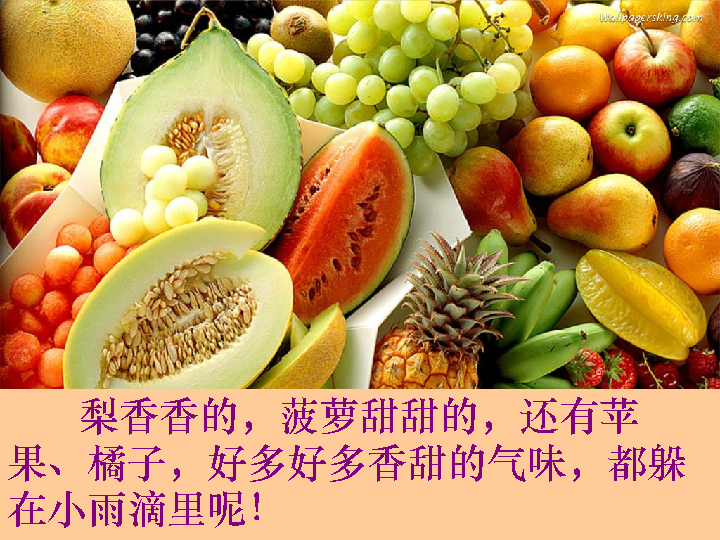 Wallpapersking.com
梨香香的，菠萝甜甜的，还有苹
果、橘子，好多好多香甜的气味，都躲
在小雨滴里呢！